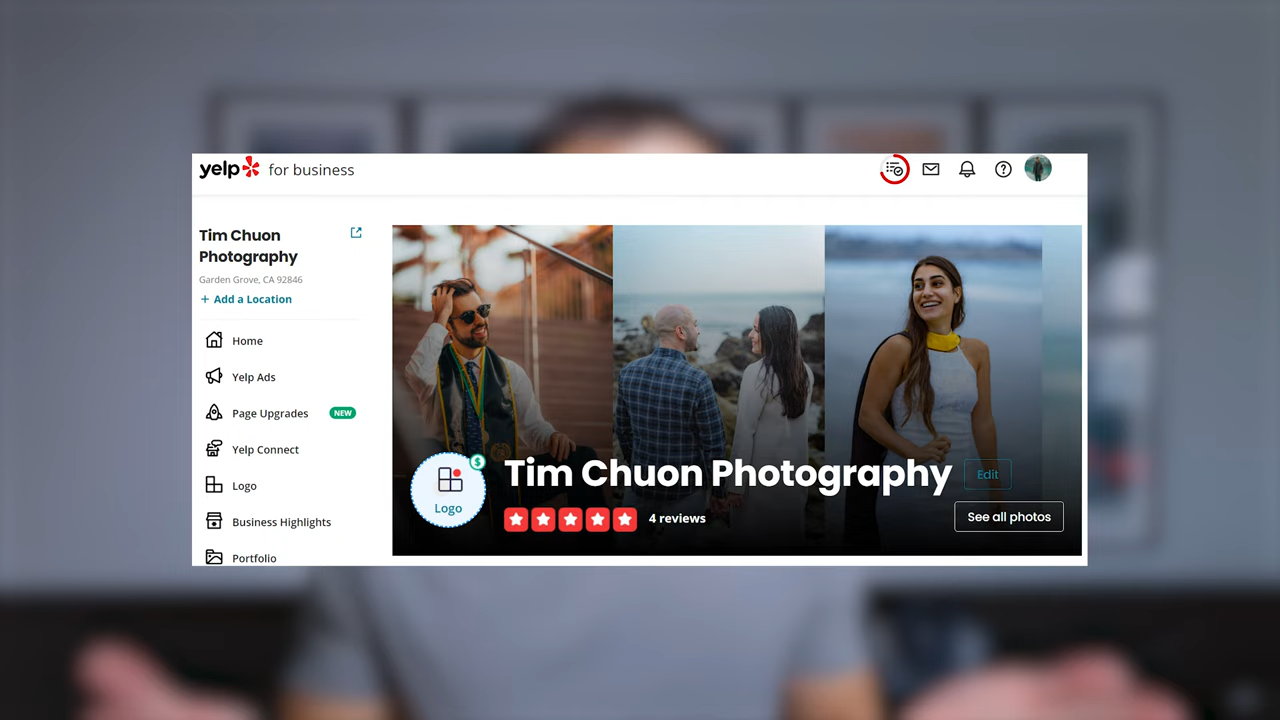 yelp for business
Tim Chuon
Photography
Garden Grove, CA 92846
+ Add a Location
Home
Yelp Ads
Page Upgrades NEW
Yelp Connect
Logo
Business Highlights
Portfolio
$
Logo
Tim Chuon Photography Edit
4 reviews
See all photos